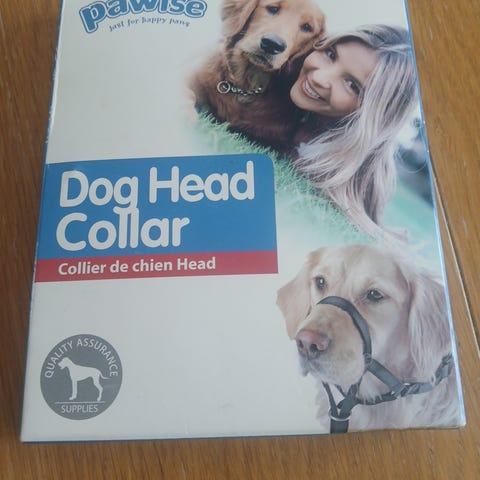 pawise
just for happy paws
Dog Head
Collar
Collier de chien Head
QUALITY ASSURANCE
SUPPLIES